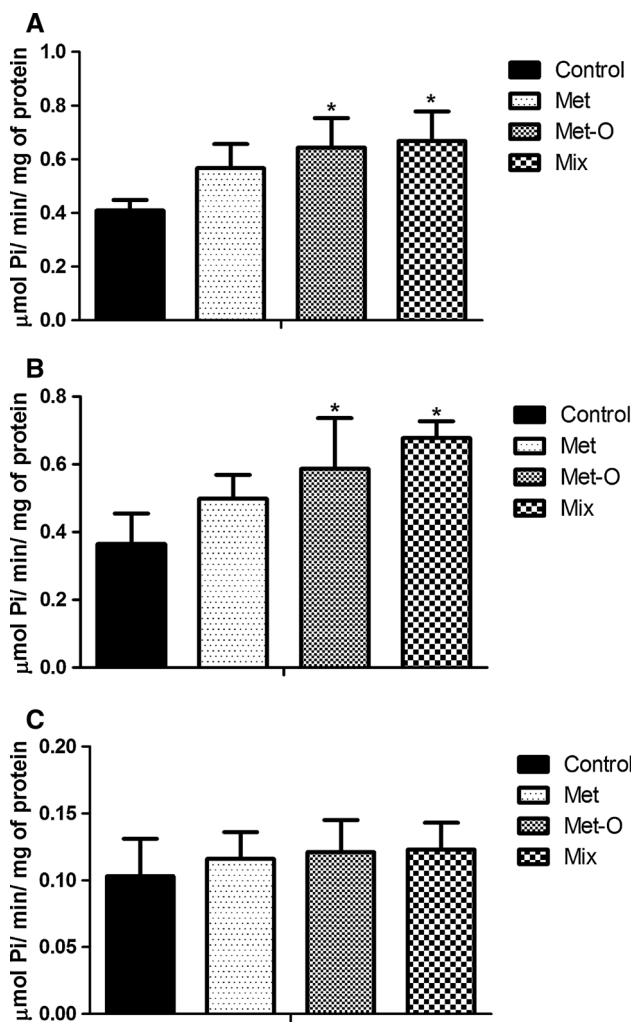 A
µmol Pi/ min/ mg of protein
1.0
0.8
0.6
0.4
0.2
0.0
*
*
Control
Met
Met-O
Mix
B
µmol Pi/ min/ mg of protein
0.8
0.6
0.4
0.2
0.0
*
*
Control
Met
Met-O
Mix
C
µmol Pi/ min/ mg of protein
0.20
0.15
0.10
0.05
0.00
Control
Met
Met-O
Mix